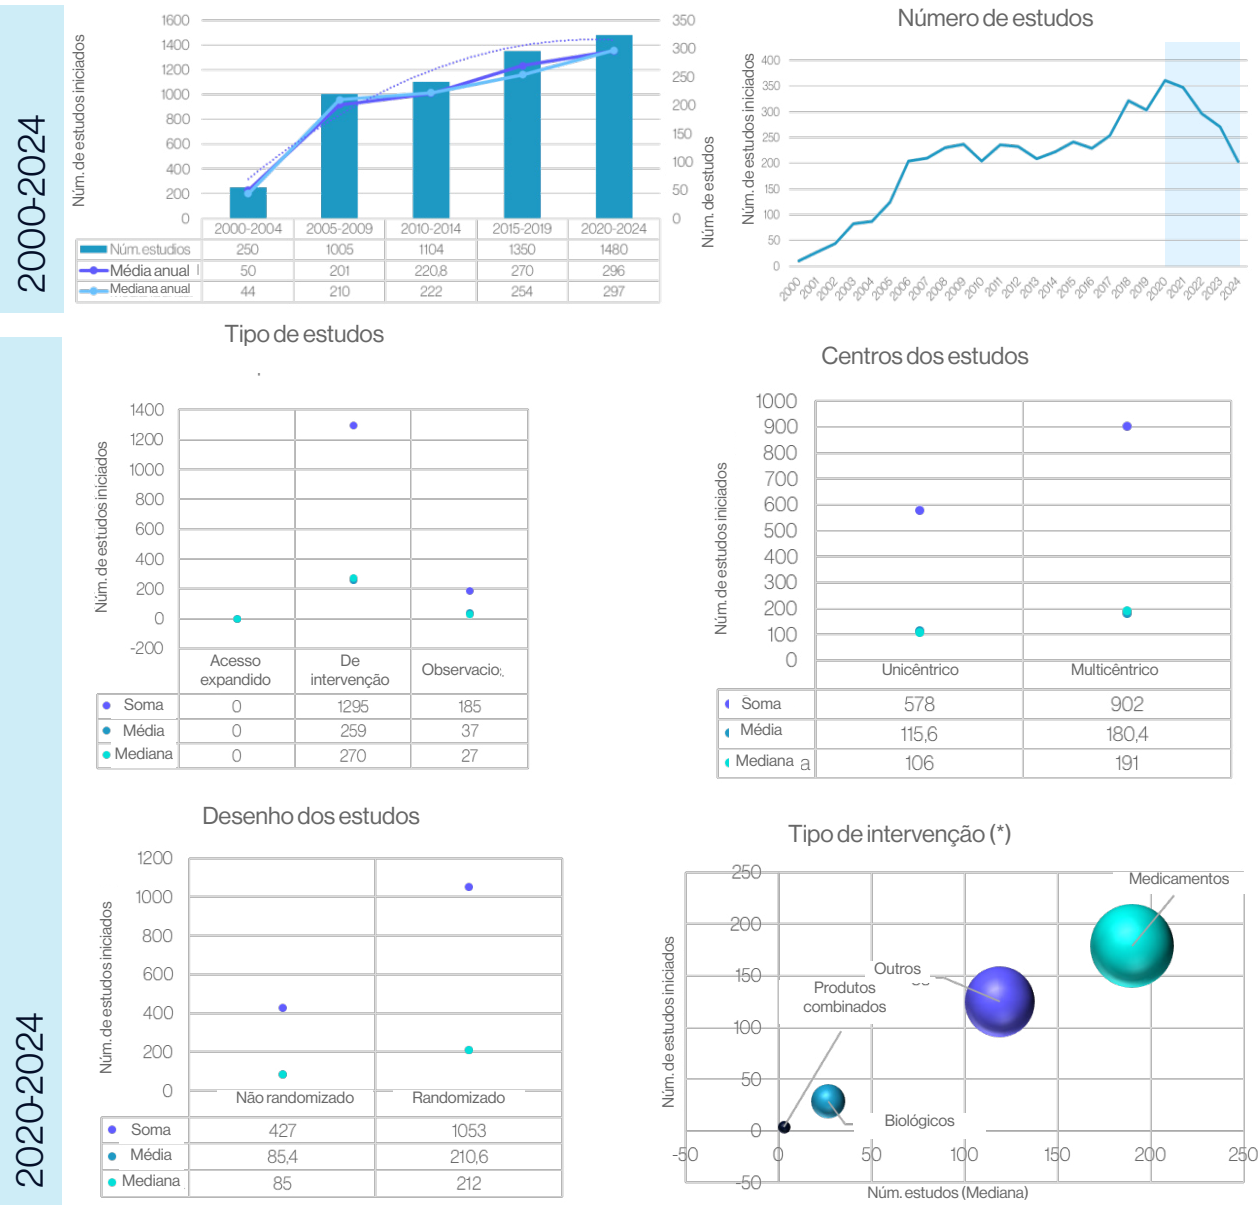 2000-2024
Núm. de estudos iniciados
1600
1400
1200
1000
800
600
400
200
0
350
300
250
200
150
100
50
0
Núm. de estudos
2000-2004 2005-2009 2010-2014 2015-2019 2020-2024
Núm. estudios 250 1005 1104 1350 1480
Média anual 50 201 220,8 270 296
Mediana anual 44 210 222 254 297
Número de estudos
Núm. de estudos iniciados
400
350
300
250
200
150
100
50
0
2000 2001 2002 2003 2004 2005 2006 2007 2008 2009 2010 2011 2012 2013 2014 2015 2016 2017 2018 2019 2020 2021 2022 2023 2024
2020-2024
Tipo de estudos
Núm. de estudos iniciados
1400
1200
1000
800
600
400
200
0
-200
Acesso expandido De intervenção Observacio
Soma 0 1295 185
Média 0 259 37
Mediana 0 270 27
Centros dos estudos
Núm. de estudos iniciados
1000
900
800
700
600
500
400
300
200
100
0
Unicêntrico Multicêntrico
Soma 578 902
Média 115,6 180,4
Mediana a 106 191
Desenho dos estudos
Núm. de estudos iniciados
1200
1000
800
600
400
200
0
Não randomizado Randomizado
Soma 427 1053
Média 85,4 210,6
Mediana 85 212
Tipo de intervenção (*)
Núm. de estudos iniciados
250
200
150
100
50
0
-50
Medicamentos
Outros
Produtos
combinados
Biológicos
-50 0 50 100 150 200 250
Núm. estudos (Mediana)